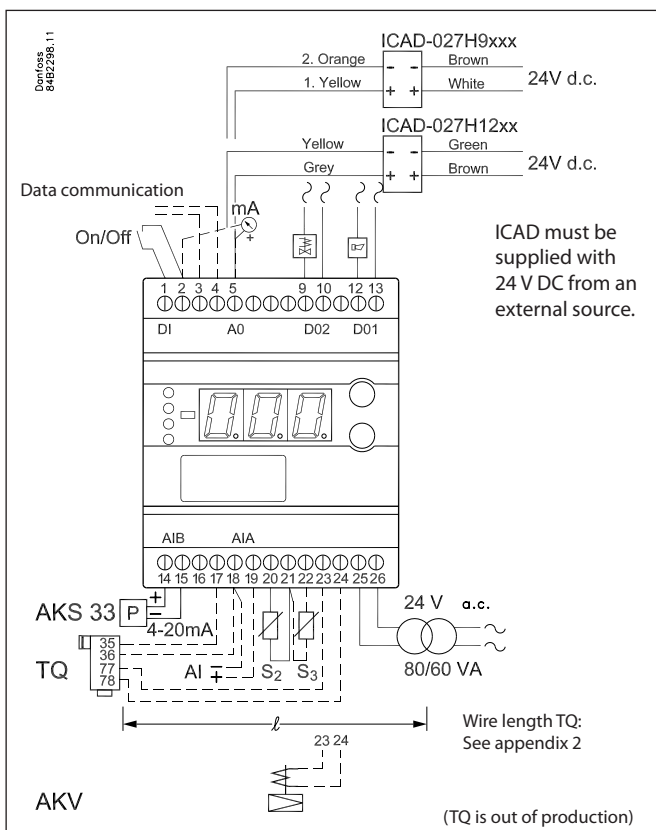 Danfoss
84B2298.11
ICAD-027H9xxx
2. Orange
Brown
1. Yellow
White
24V d.c.
ICAD-027H12xx
Yellow
Green
Grey
Brown
24V d.c.
Data communication
mA
On/Off
ICAD must be
supplied with
24 V DC from an
external source.
1 2 3 4 5 9 10 12 13
DI A0 D02 D01
AIB AIA
14 15 16 17 18 19 20 21 22 23 24 25 26
AKS 33 P
4-20mA
24 V a.c.
80/60 VA
TQ
35
36
77
78
AI
S2
S3
ℓ
Wire length TQ:
See appendix 2
23 24
AKV
(TQ is out of production)